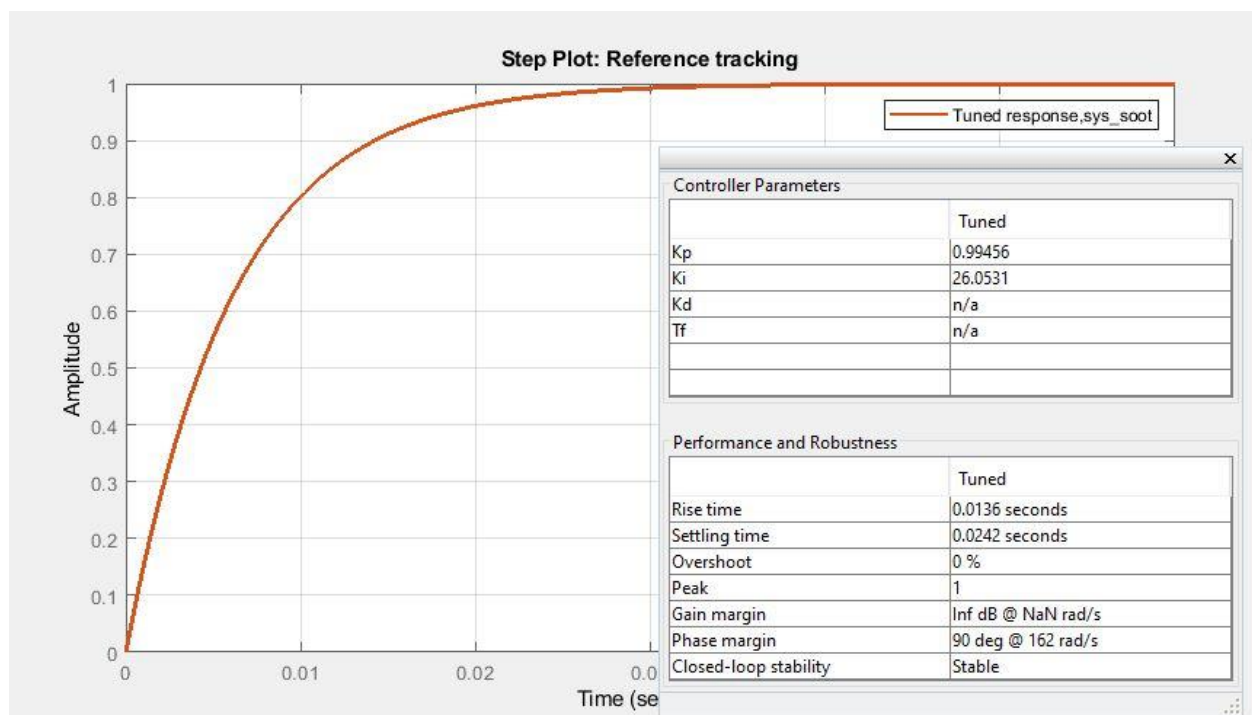 Step Plot: Reference tracking
Tuned response,sys_soot
Amplitude
1
0.9
0.8
0.7
0.6
0.5
0.4
0.3
0.2
0.1
0
0 0.01 0.02 0.0
Time (se
x
Controller Parameters
Tuned
Kp 0.99456
Ki 26.0531
Kd n/a
Tf n/a
Performance and Robustness
Tuned
Rise time 0.0136 seconds
Settling time 0.0242 seconds
Overshoot 0 %
Peak 1
Gain margin Inf dB @ NaN rad/s
Phase margin 90 deg @ 162 rad/s
Closed-loop stability Stable